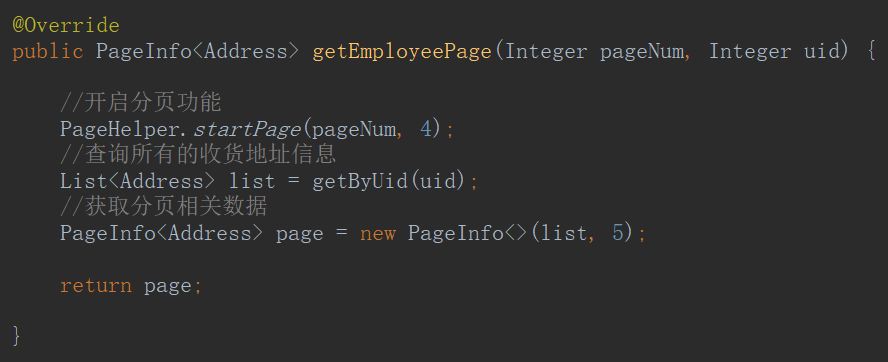 @Override
public PageInfo<Address> getEmployeePage(Integer pageNum, Integer uid) {
//开启分页功能
PageHelper.startPage(pageNum, 4);
//查询所有的收货地址信息
List<Address> list = getByUid(uid);
//获取分页相关数据
PageInfo<Address> page = new PageInfo<>(list, 5);
return page;
}